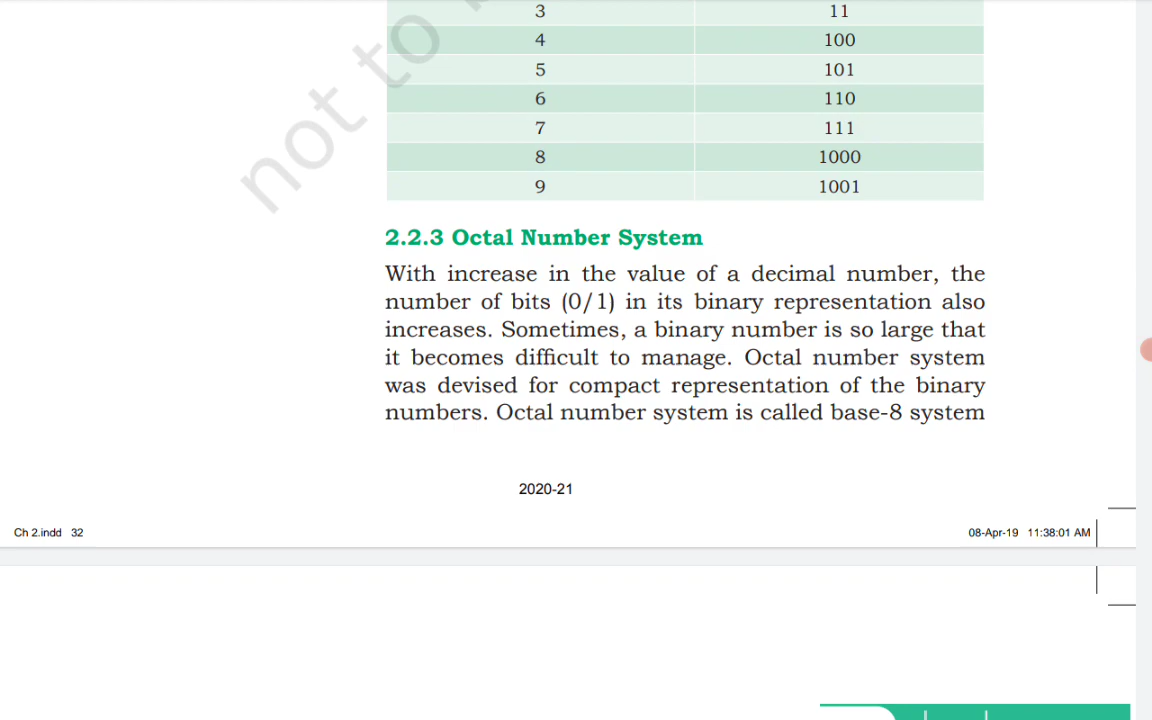 3 11
4 100
5 101
6 110
7 111
8 1000
9 1001
not to
2.2.3 Octal Number System
With increase in the value of a decimal number, the
number of bits (0/1) in its binary representation also
increases. Sometimes, a binary number is so large that
it becomes difficult to manage. Octal number system
was devised for compact representation of the binary
numbers. Octal number system is called base-8 system
2020-21
Ch 2.indd 32 08-Apr-19 11:38:01 AM